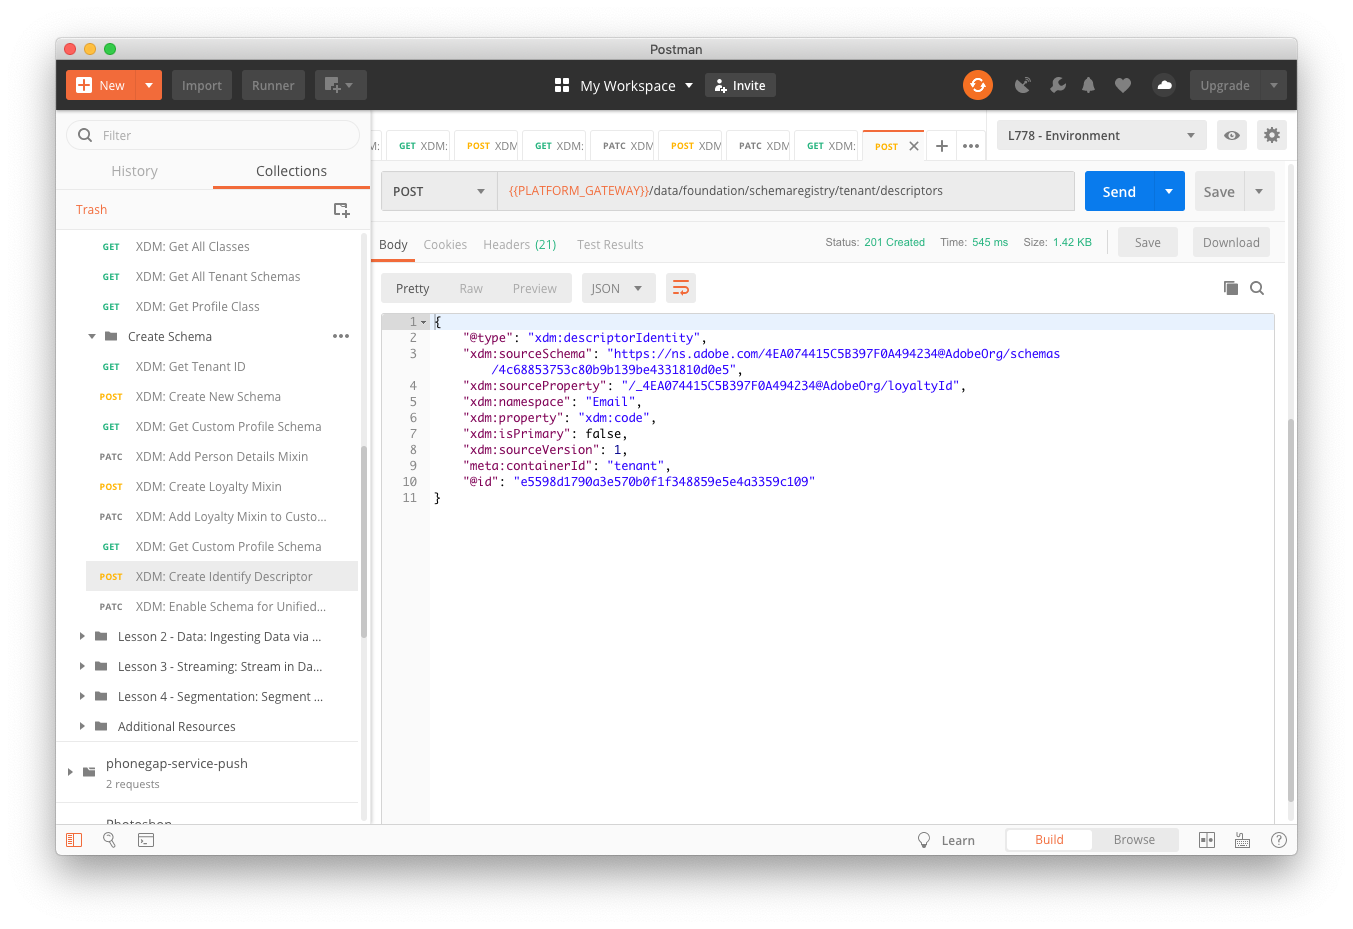 Postman
New
Import
Runner
My Workspace
Invite
Upgrade
Filter
History
Collections
Trash
GET XDM: Get All Classes
GET XDM: Get All Tenant Schemas
GET XDM: Get Profile Class
Create Schema
GET XDM: Get Tenant ID
POST XDM: Create New Schema
GET XDM: Get Custom Profile Schema
PATC XDM: Add Person Details Mixin
POST XDM: Create Loyalty Mixin
PATC XDM: Add Loyalty Mixin to Custo...
GET XDM: Get Custom Profile Schema
POST XDM: Create Identify Descriptor
PATC XDM: Enable Schema for Unified...
Lesson 2 - Data: Ingesting Data via ...
Lesson 3 - Streaming: Stream in Da...
Lesson 4 - Segmentation: Segment ...
Additional Resources
phonegap-service-push
2 requests
Photoshop
GET XDM: POST XDM GET XDM: PATC XDM POST XDM PATC XDM GET XDM: POST
L778 - Environment
POST {{PLATFORM_GATEWAY}}/data/foundation/schemaregistry/tenant/descriptors
Send
Save
Body Cookies Headers (21) Test Results
Status: 201 Created Time: 545 ms Size: 1.42 KB
Save
Download
Pretty Raw Preview JSON
1 {
2 "@type": "xdm:descriptorIdentity",
3 "xdm:sourceSchema": "https://ns.adobe.com/4EA074415C5B397F0A494234@AdobeOrg/schemas
/4c68853753c80b9b139be4331810d0e5",
4 "xdm:sourceProperty": "/_4EA074415C5B397F0A494234@AdobeOrg/loyaltyId",
5 "xdm:namespace": "Email",
6 "xdm:property": "xdm:code",
7 "xdm:isPrimary": false,
8 "xdm:sourceVersion": 1,
9 "meta:containerId": "tenant",
10 "@id": "e5598d1790a3e570b0f1f348859e5e4a3359c109"
11 }
Learn
Build
Browse